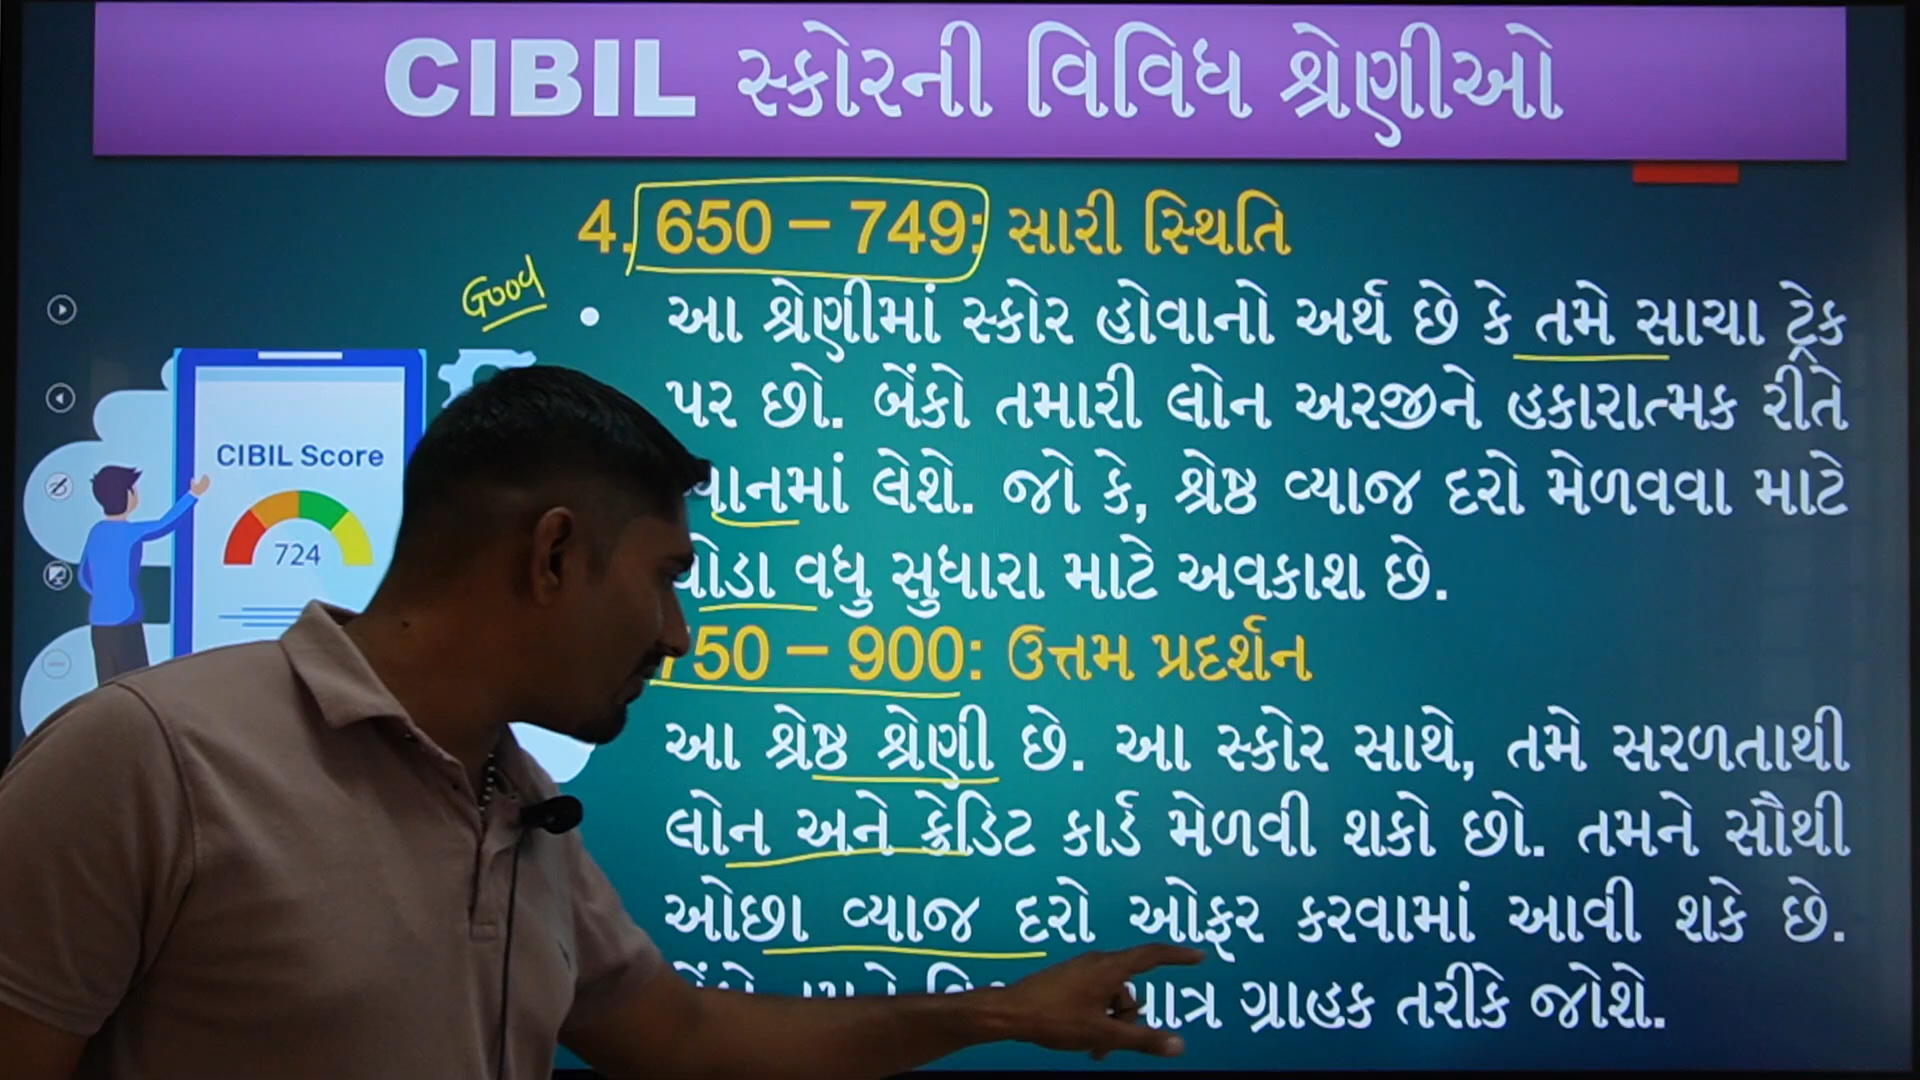 CIBIL સ્કોરની વિવિધ શ્રેણીઓ
4. 650 – 749: સારી સ્થિતિ
Good
• આ શ્રેણીમાં સ્કોર હોવાનો અર્થ છે કે તમે સાચા ટ્રેક
પર છો. બેંકો તમારી લોન અરજીને હકારાત્મક રીતે
લેશે. જો કે, શ્રેષ્ઠ વ્યાજ દરો મેળવવા માટે
વધુ સુધારા માટે અવકાશ છે.
CIBIL Score
724
750 – 900: ઉત્તમ પ્રદર્શન
આ શ્રેષ્ઠ શ્રેણી છે. આ સ્કોર સાથે, તમે સરળતાથી
લોન અને ક્રેડિટ કાર્ડ મેળવી શકો છો. તમને સૌથી
ઓછા વ્યાજ દરો ઓફર કરવામાં આવી શકે છે.
ગ્રાહક તરીકે જોશે.